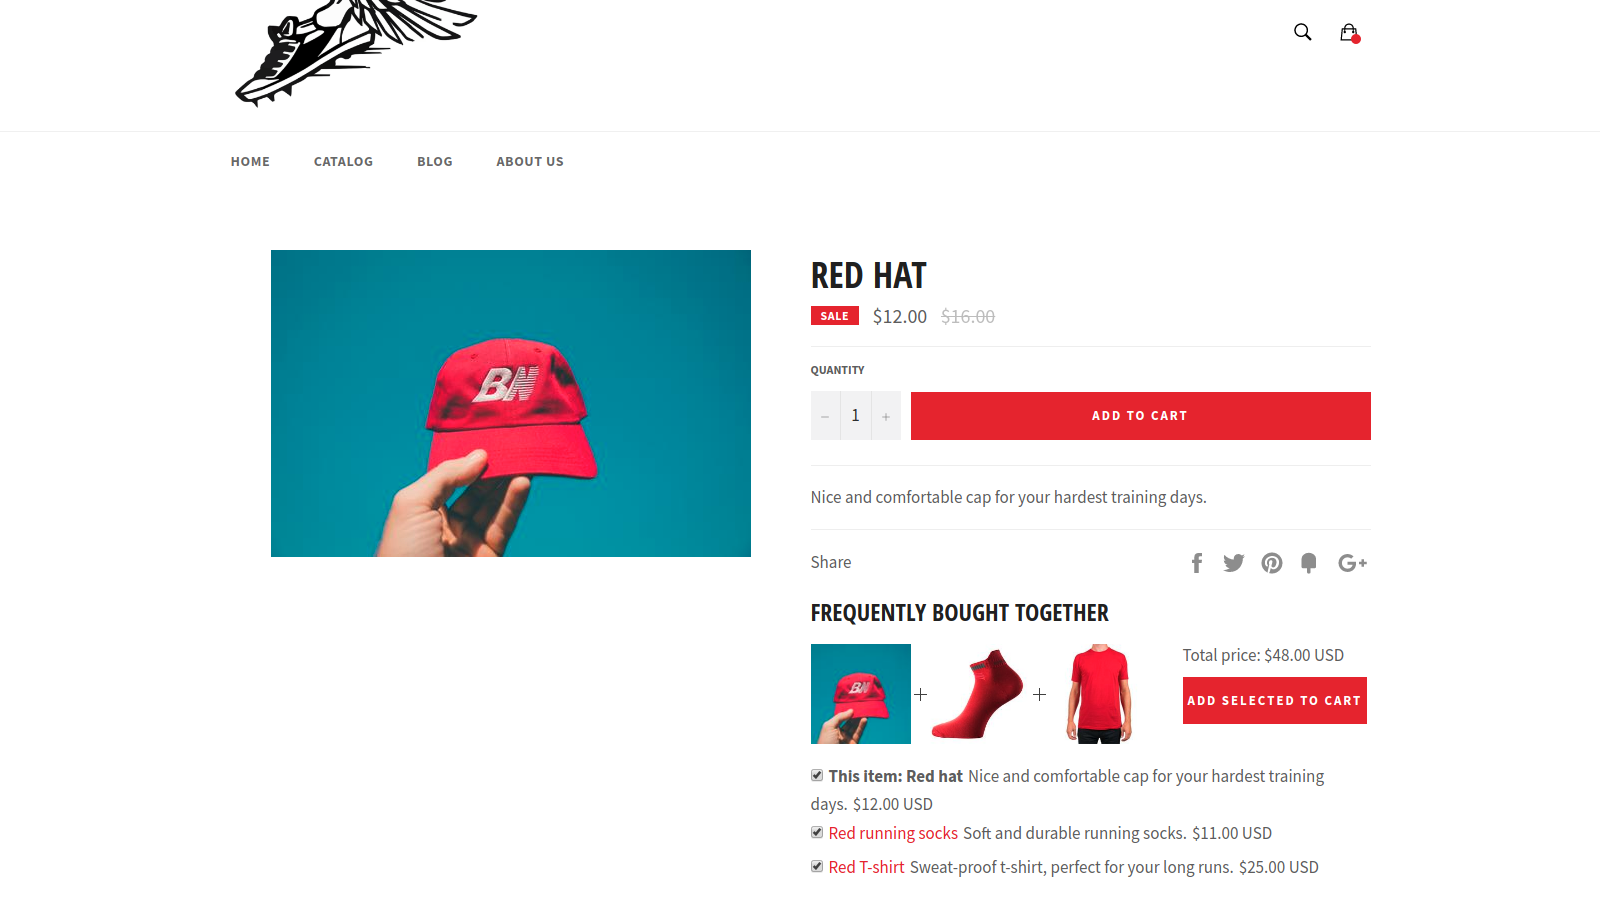 HOME CATALOG BLOG ABOUT US
RED HAT
SALE $12.00 $16.00
QUANTITY
− 1 + ADD TO CART
BN
Nice and comfortable cap for your hardest training days.
Share
FREQUENTLY BOUGHT TOGETHER
Total price: $48.00 USD
BN + +
ADD SELECTED TO CART
This item: Red hat Nice and comfortable cap for your hardest training
days. $12.00 USD
Red running socks Soft and durable running socks. $11.00 USD
Red T-shirt Sweat-proof t-shirt, perfect for your long runs. $25.00 USD